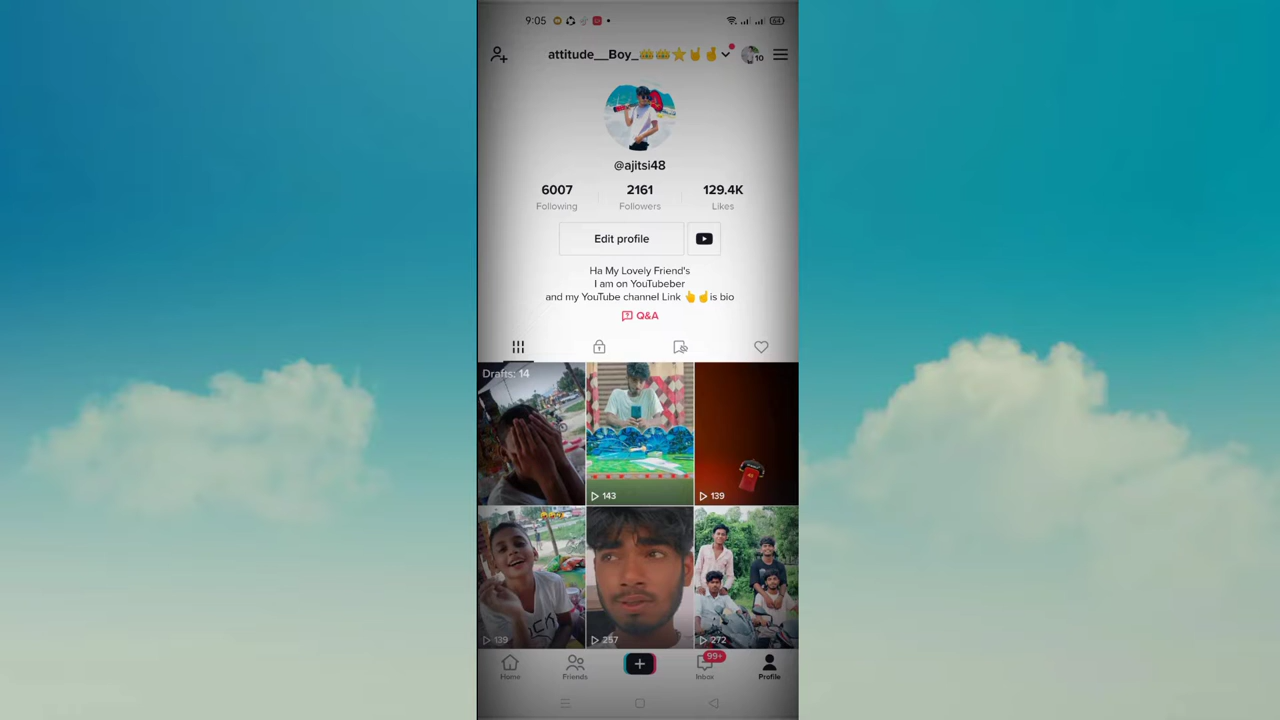 9:05
64
attitude__Boy_👑👑⭐🤘🤞
10
@ajitsi48
6007
2161
129.4K
Following
Followers
Likes
Edit profile
Ha My Lovely Friend's
I am on YouTubeber
and my YouTube channel Link 👆☝is bio
Q&A
Drafts: 14
143
139
139
257
272
99+
Home
Friends
Inbox
Profile